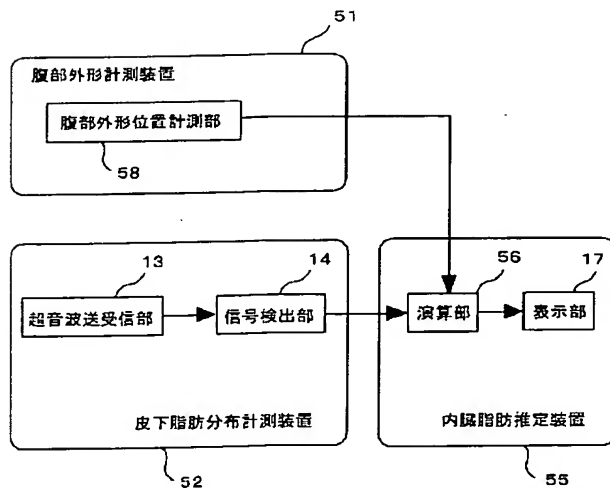 51
腹部外形計測装置
腹部外形位置計測部
58
13
14
56
17
超音波送受信部
信号検出部
演算部
表示部
皮下脂肪分布計測装置
内臓脂肪推定装置
52
55